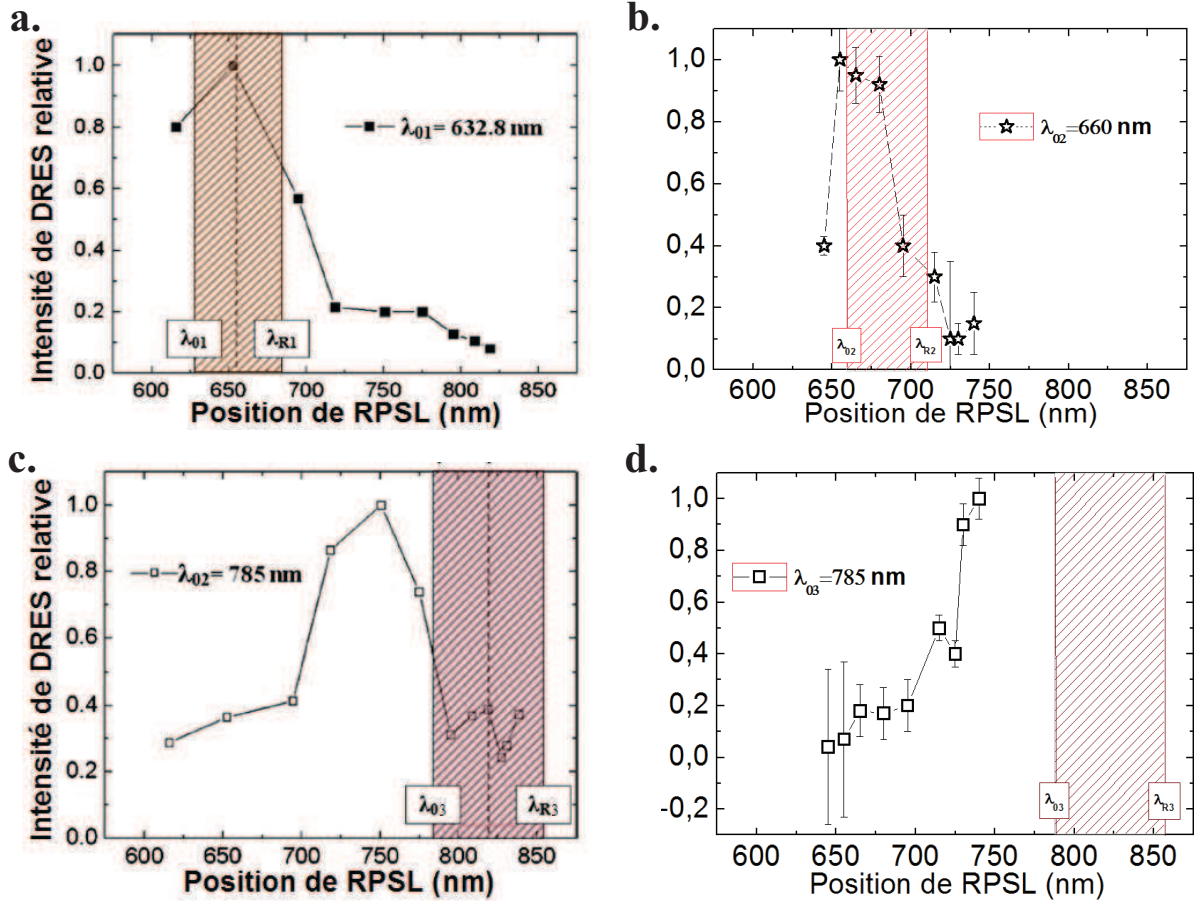 a.
Intensité de DRES relative
1.0
0.8
0.6
0.4
0.2
0.0
λ01= 632.8 nm
λ01
λR1
600 650 700 750 800 850
Position de RPSL (nm)
b.
1,0
0,8
0,6
0,4
0,2
0,0
λ02=660 nm
λ02
λR2
600 650 700 750 800 850
Position de RPSL (nm)
c.
Intensité de DRES relative
1.0
0.8
0.6
0.4
0.2
0.0
λ02= 785 nm
λ03
λR3
600 650 700 750 800 850
Position de RPSL (nm)
d.
1,0
0,8
0,6
0,4
0,2
0,0
-0,2
λ03=785 nm
λ03
λR3
600 650 700 750 800 850
Position de RPSL (nm)